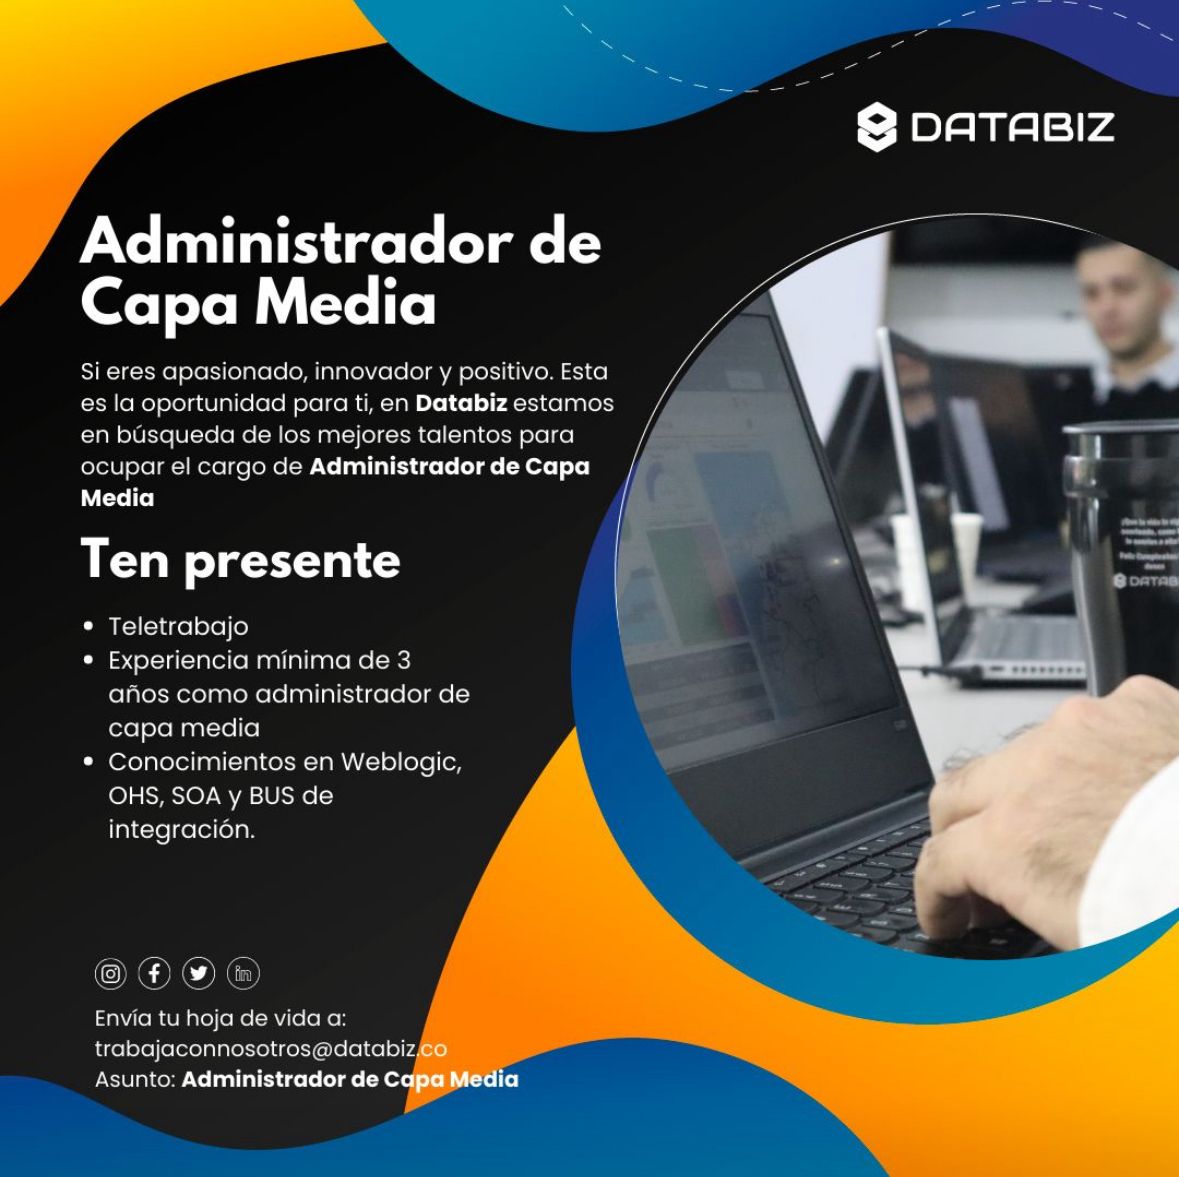 DATABIZ
Administrador de
Capa Media
Si eres apasionado, innovador y positivo. Esta
es la oportunidad para ti, en Databiz estamos
en búsqueda de los mejores talentos para
ocupar el cargo de Administrador de Capa
Media
Ten presente
• Teletrabajo
• Experiencia mínima de 3
años como administrador de
capa media
• Conocimientos en Weblogic,
OHS, SOA y BUS de
integración.
in
Envía tu hoja de vida a:
trabajaconnosotros@databiz.co
Asunto: Administrador de Capa Media
DATAB